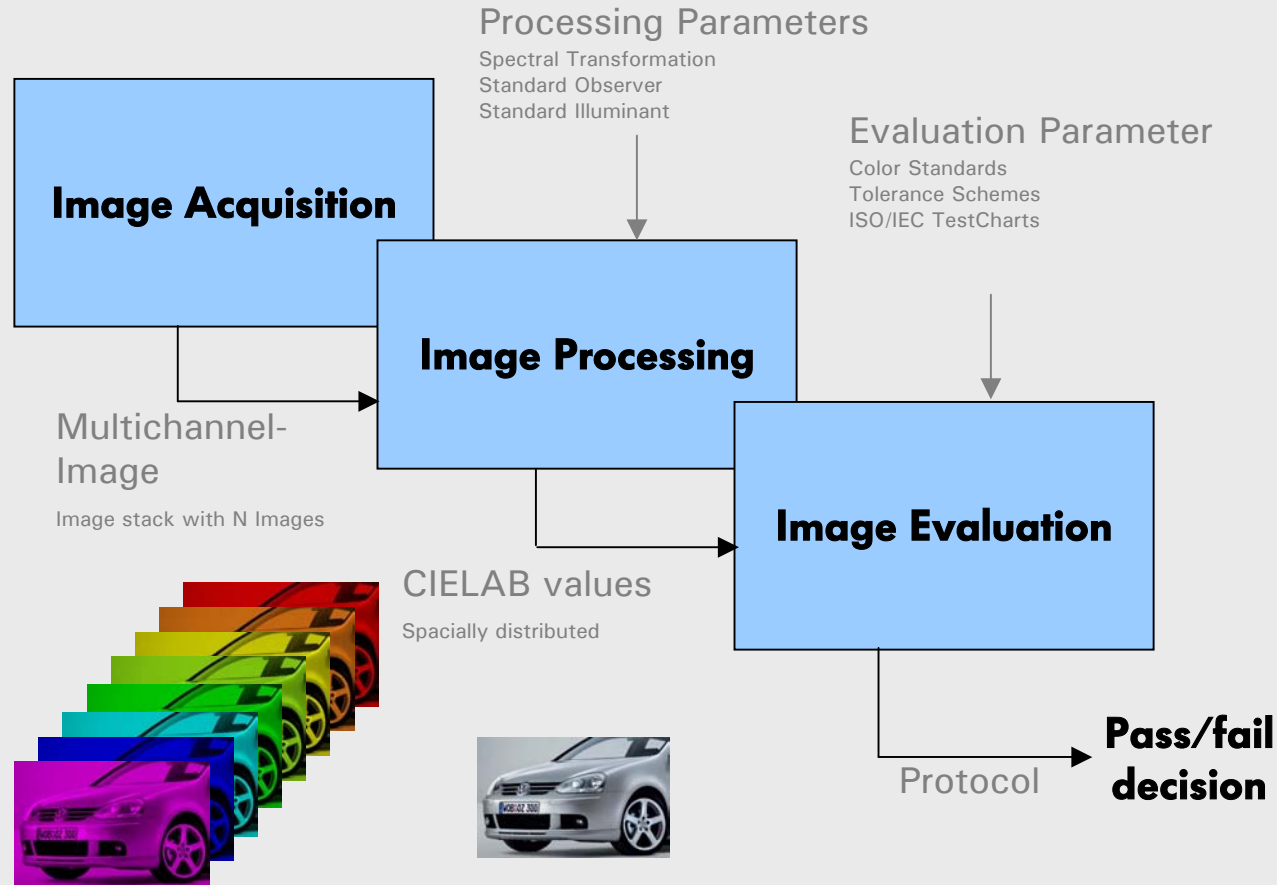 Processing Parameters
Spectral Transformation
Standard Observer
Standard Illuminant
Evaluation Parameter
Color Standards
Tolerance Schemes
ISO/IEC TestCharts
Image Acquisition
Image Processing
Multichannel-
Image
Image stack with N Images
Image Evaluation
CIELAB values
Spacially distributed
Protocol
Pass/fail
decision